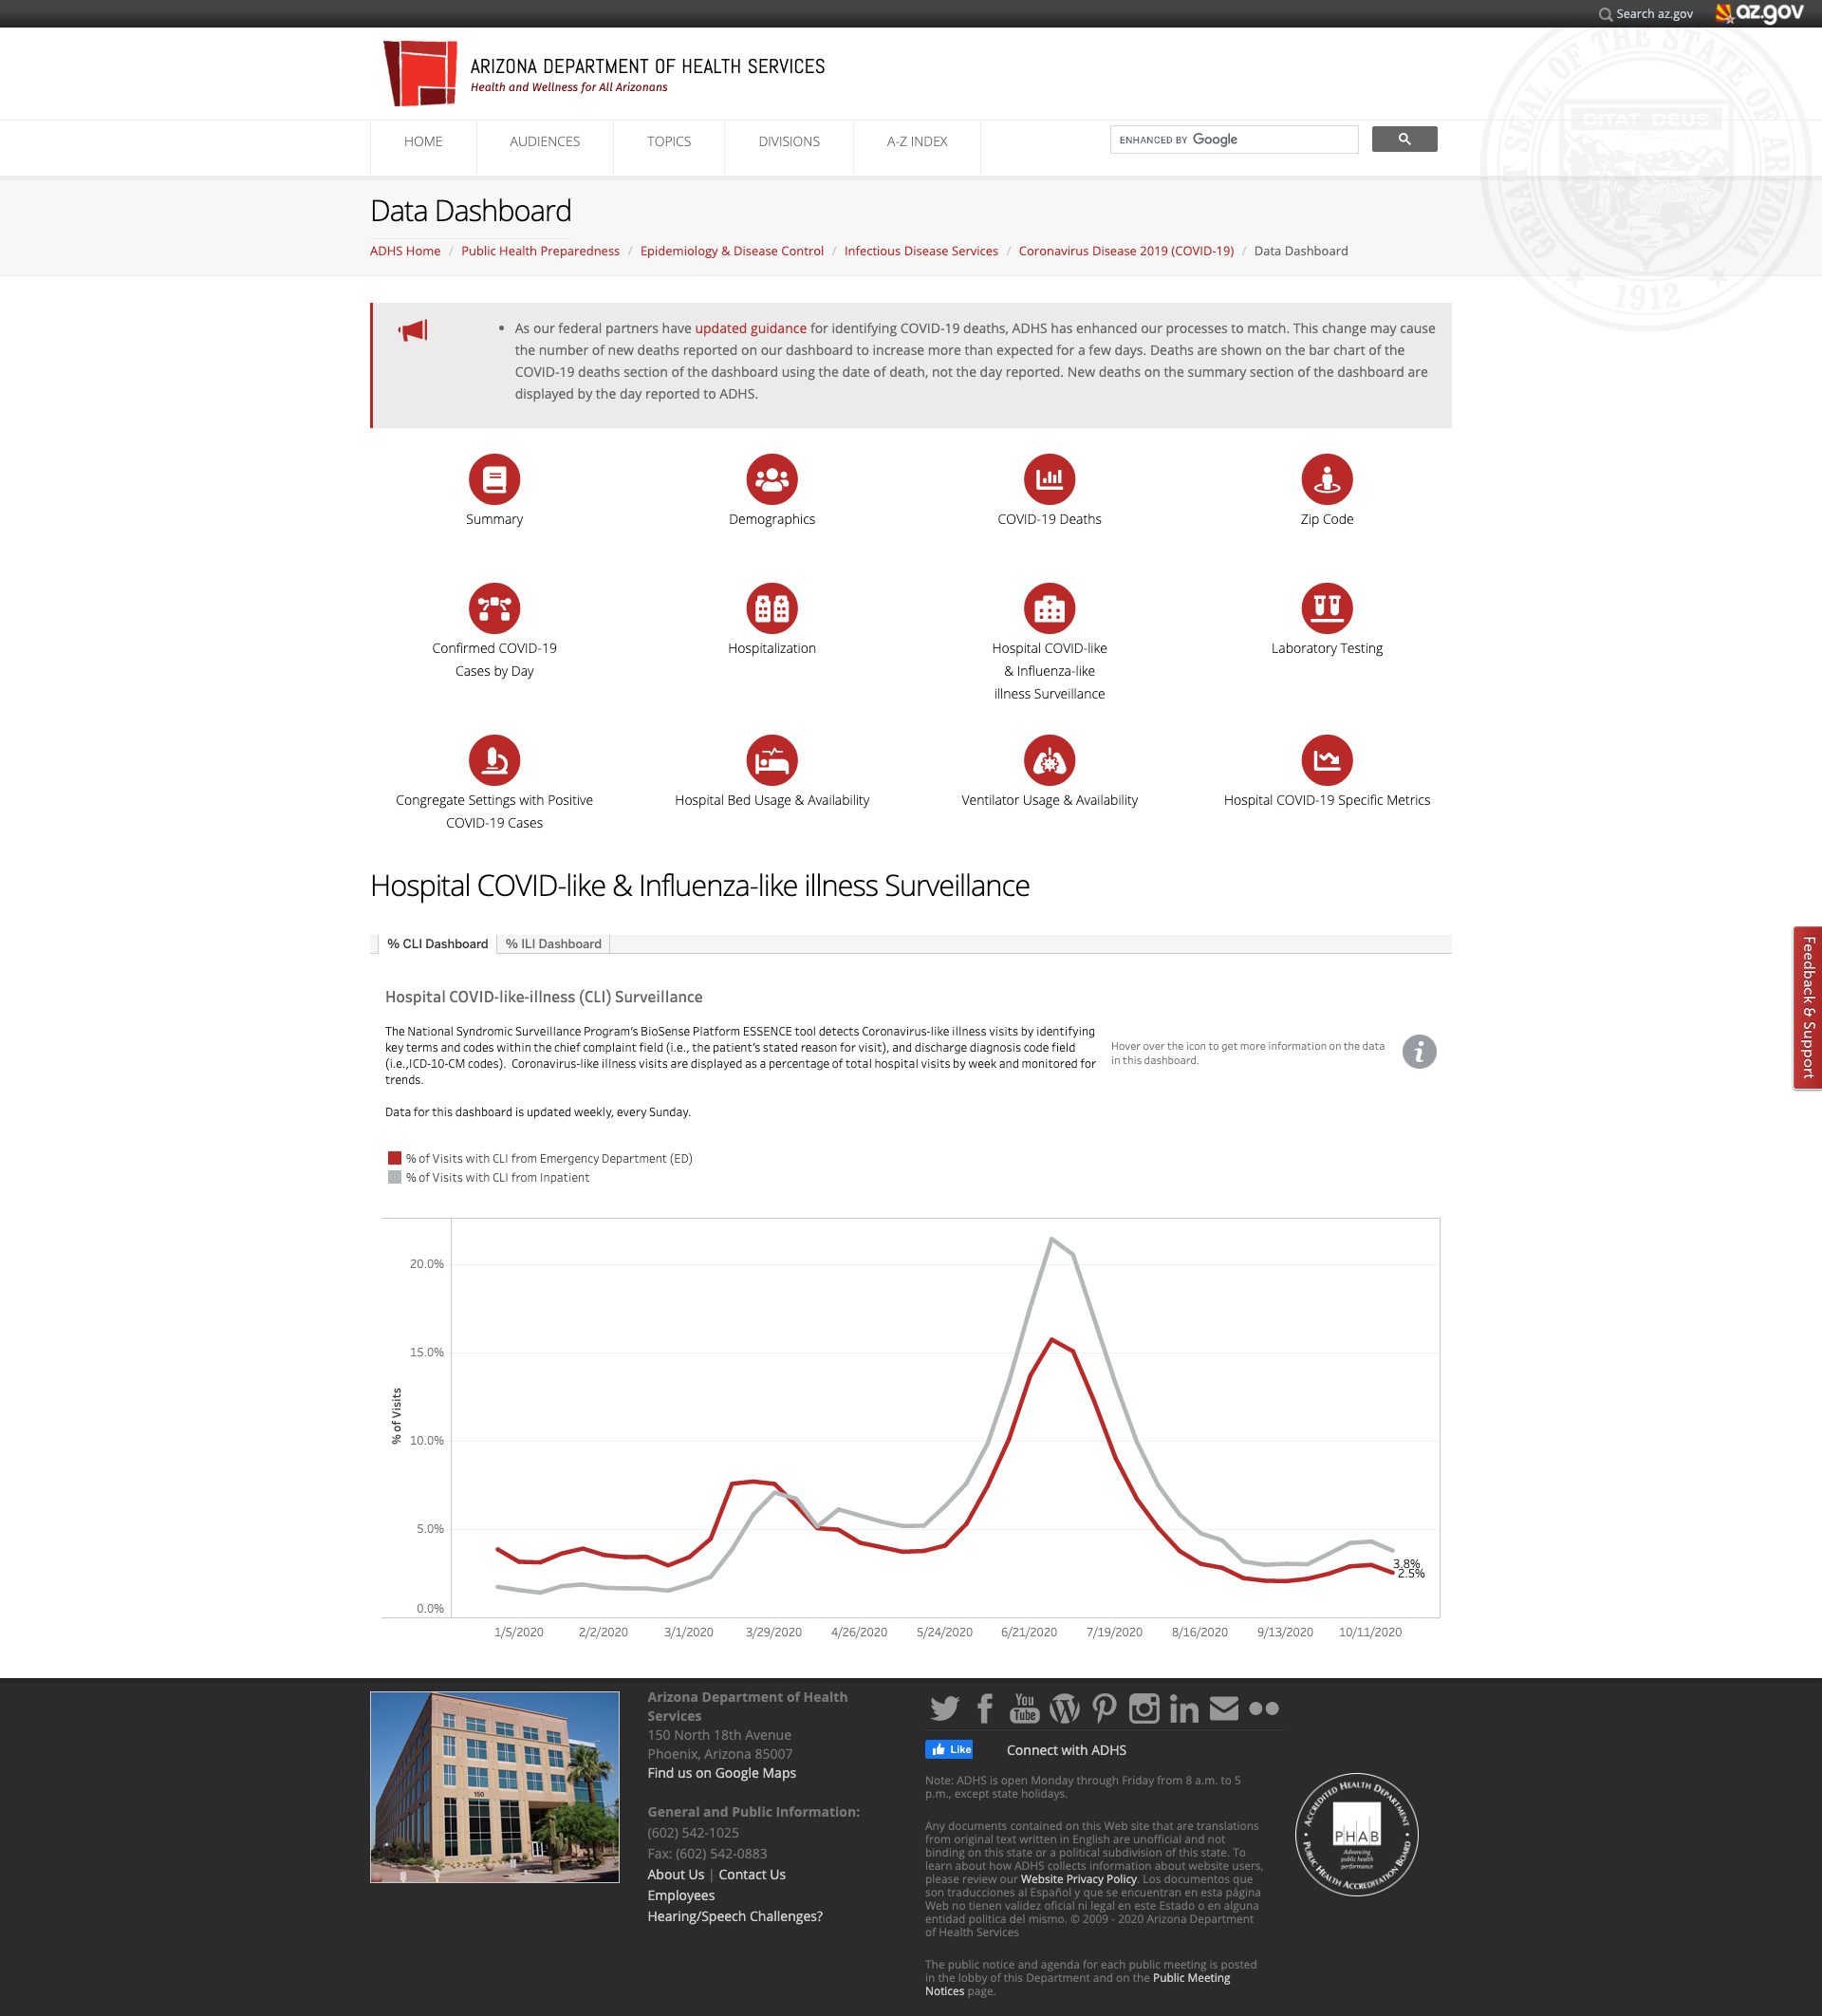 Search az.gov
az.gov
GREAT SEAL OF THE STATE OF ARIZONA
DITAT DEUS
1912
ARIZONA DEPARTMENT OF HEALTH SERVICES
Health and Wellness for All Arizonans
HOME
AUDIENCES
TOPICS
DIVISIONS
A-Z INDEX
ENHANCED BY Google
Data Dashboard
ADHS Home / Public Health Preparedness / Epidemiology & Disease Control / Infectious Disease Services / Coronavirus Disease 2019 (COVID-19) / Data Dashboard
• As our federal partners have updated guidance for identifying COVID-19 deaths, ADHS has enhanced our processes to match. This change may cause
the number of new deaths reported on our dashboard to increase more than expected for a few days. Deaths are shown on the bar chart of the
COVID-19 deaths section of the dashboard using the date of death, not the day reported. New deaths on the summary section of the dashboard are
displayed by the day reported to ADHS.
Summary
Demographics
COVID-19 Deaths
Zip Code
Confirmed COVID-19
Cases by Day
Hospitalization
Hospital COVID-like
& Influenza-like
illness Surveillance
Laboratory Testing
Congregate Settings with Positive
COVID-19 Cases
Hospital Bed Usage & Availability
Ventilator Usage & Availability
Hospital COVID-19 Specific Metrics
Hospital COVID-like & Influenza-like illness Surveillance
Feedback & Support
% CLI Dashboard
% ILI Dashboard
Hospital COVID-like-illness (CLI) Surveillance
The National Syndromic Surveillance Program's BioSense Platform ESSENCE tool detects Coronavirus-like illness visits by identifying
key terms and codes within the chief complaint field (i.e., the patient's stated reason for visit), and discharge diagnosis code field
(i.e.,ICD-10-CM codes). Coronavirus-like illness visits are displayed as a percentage of total hospital visits by week and monitored for
trends.
Data for this dashboard is updated weekly, every Sunday.
Hover over the icon to get more information on the data
in this dashboard.
% of Visits with CLI from Emergency Department (ED)
% of Visits with CLI from Inpatient
% of Visits
20.0%
15.0%
10.0%
5.0%
0.0%
3.8%
2.5%
1/5/2020
2/2/2020
3/1/2020
3/29/2020
4/26/2020
5/24/2020
6/21/2020
7/19/2020
8/16/2020
9/13/2020
10/11/2020
150
Arizona Department of Health
Services
150 North 18th Avenue
Phoenix, Arizona 85007
Find us on Google Maps
General and Public Information:
(602) 542-1025
Fax: (602) 542-0883
About Us | Contact Us
Employees
Hearing/Speech Challenges?
You
Tube
Like
Connect with ADHS
Note: ADHS is open Monday through Friday from 8 a.m. to 5
p.m., except state holidays.
Any documents contained on this Web site that are translations
from original text written in English are unofficial and not
binding on this state or a political subdivision of this state. To
learn about how ADHS collects information about website users,
please review our Website Privacy Policy. Los documentos que
son traducciones al Español y que se encuentran en esta página
Web no tienen validez oficial ni legal en este Estado o en alguna
entidad politica del mismo. © 2009 - 2020 Arizona Department
of Health Services
The public notice and agenda for each public meeting is posted
in the lobby of this Department and on the Public Meeting
Notices page.
ACCREDITED HEALTH DEPARTMENT
PHAB
Advancing
public health
performance
PUBLIC HEALTH ACCREDITATION BOARD